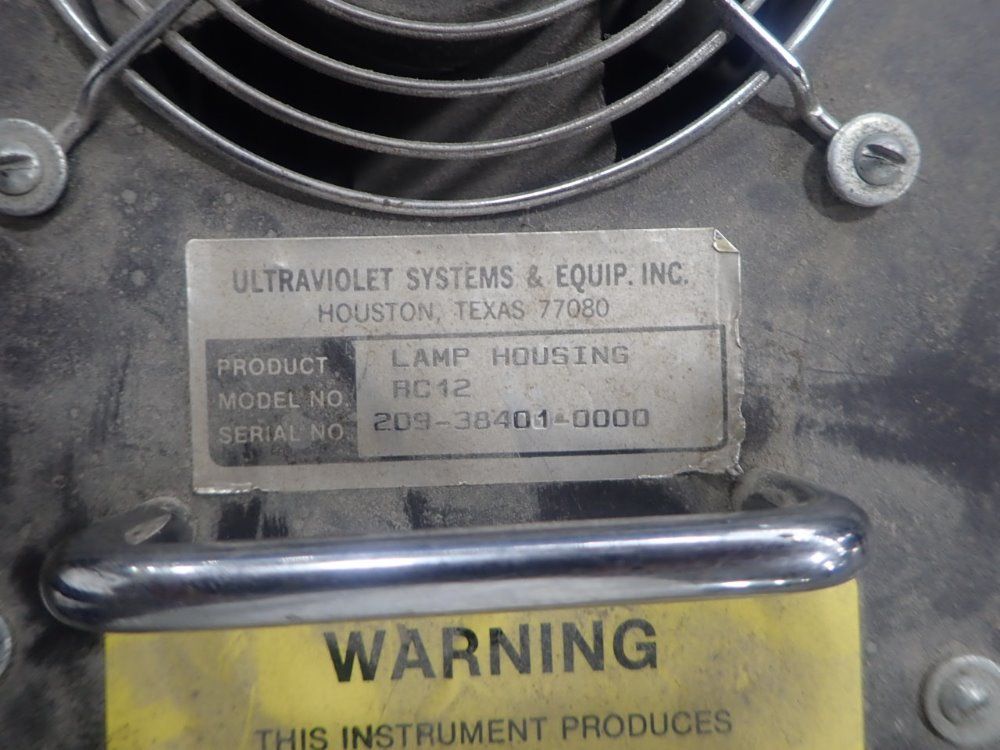 ULTRAVIOLET SYSTEMS & EQUIP. INC.
HOUSTON, TEXAS 77080
PRODUCT LAMP HOUSING
MODEL NO. RC12
SERIAL NO. 209-38401-0000
WARNING
THIS INSTRUMENT PRODUCES